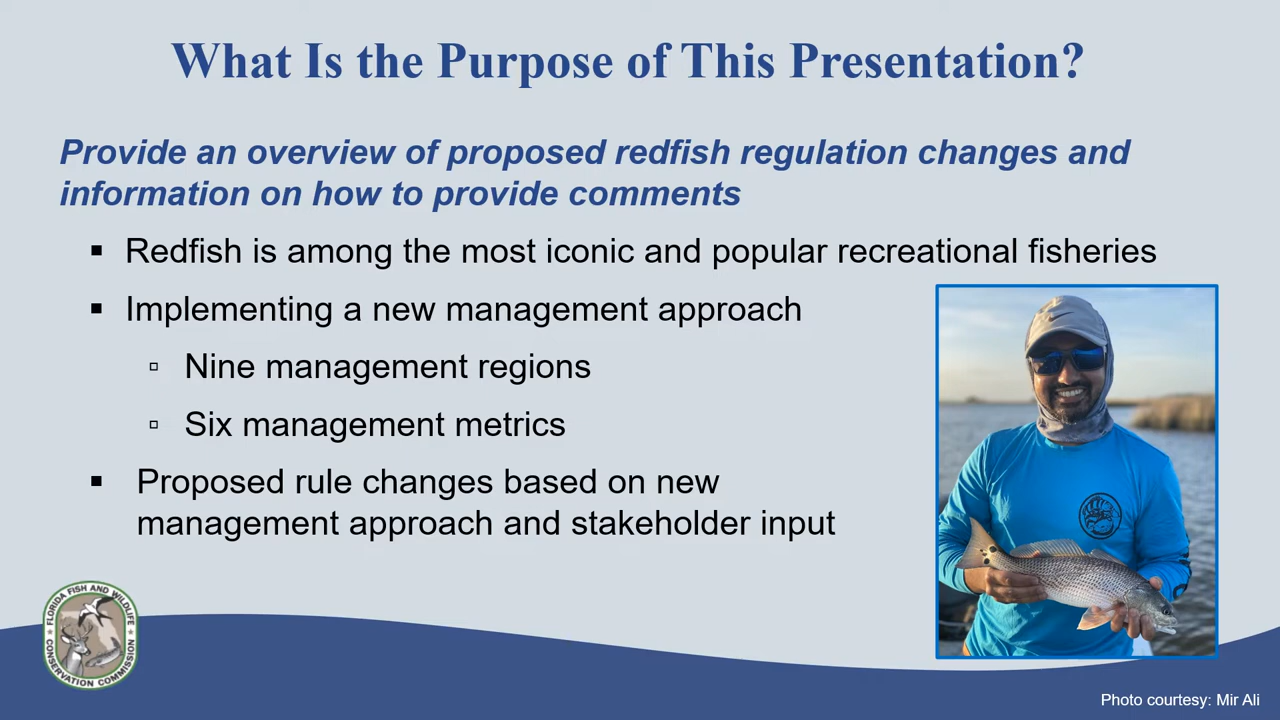 What Is the Purpose of This Presentation?
Provide an overview of proposed redfish regulation changes and
information on how to provide comments
▪ Redfish is among the most iconic and popular recreational fisheries
▪ Implementing a new management approach
▫ Nine management regions
▫ Six management metrics
▪ Proposed rule changes based on new
management approach and stakeholder input
FLORIDA FISH AND WILDLIFE
CONSERVATION COMMISSION
Photo courtesy: Mir Ali